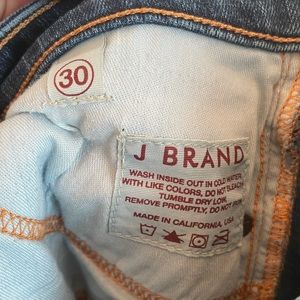 30
J BRAND
WASH INSIDE OUT IN COLD WATER,
WITH LIKE COLORS, DO NOT BLEACH
TUMBLE DRY LOW.
REMOVE PROMPTLY, DO NOT IRON.
MADE IN CALIFORNIA, USA